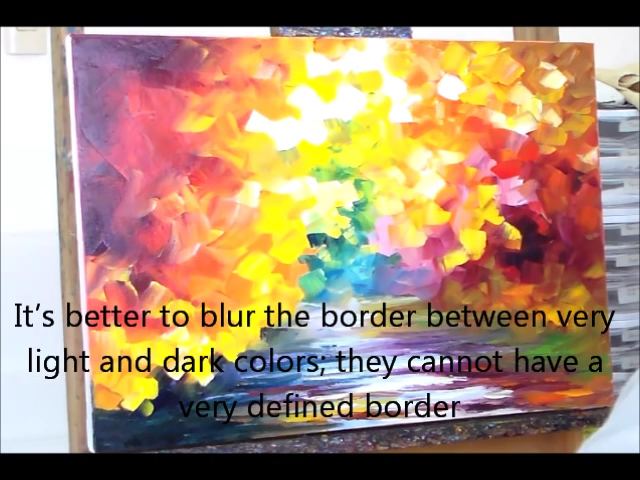 It’s better to blur the border between very
light and dark colors; they cannot have a
very defined border